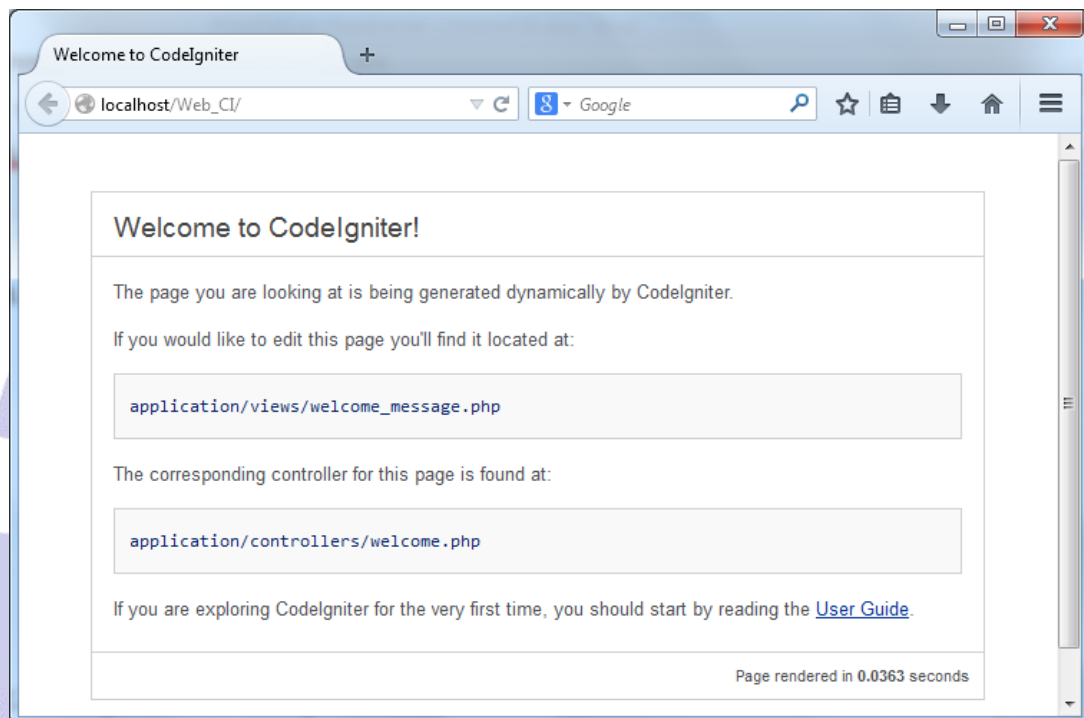 Welcome to CodeIgniter
localhost/Web_CI/
8 Google
Welcome to CodeIgniter!
The page you are looking at is being generated dynamically by CodeIgniter.
If you would like to edit this page you'll find it located at:
application/views/welcome_message.php
The corresponding controller for this page is found at:
application/controllers/welcome.php
If you are exploring CodeIgniter for the very first time, you should start by reading the User Guide.
Page rendered in 0.0363 seconds